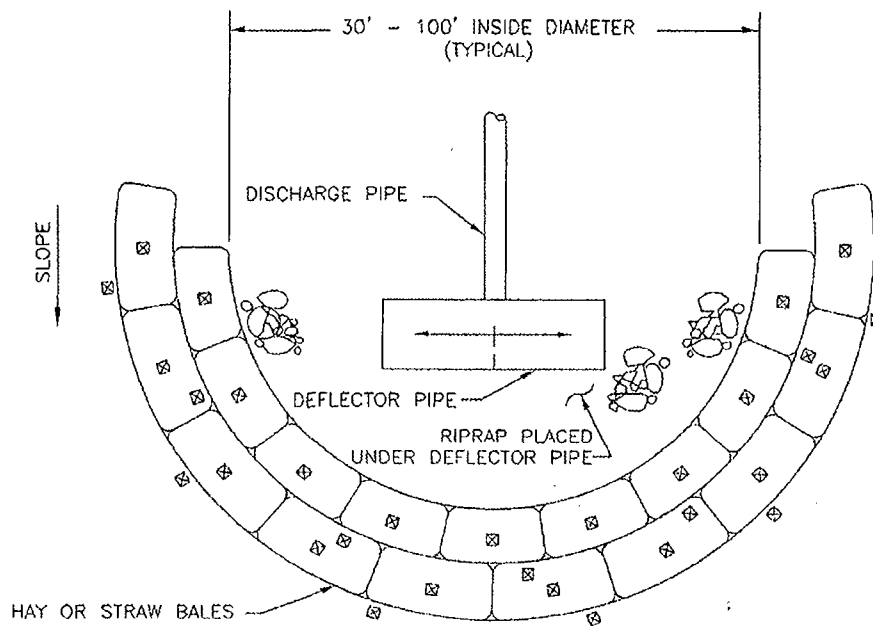 30' - 100' INSIDE DIAMETER
(TYPICAL)
DISCHARGE PIPE
SLOPE
DEFLECTOR PIPE
RIPRAP PLACED
UNDER DEFLECTOR PIPE
HAY OR STRAW BALES